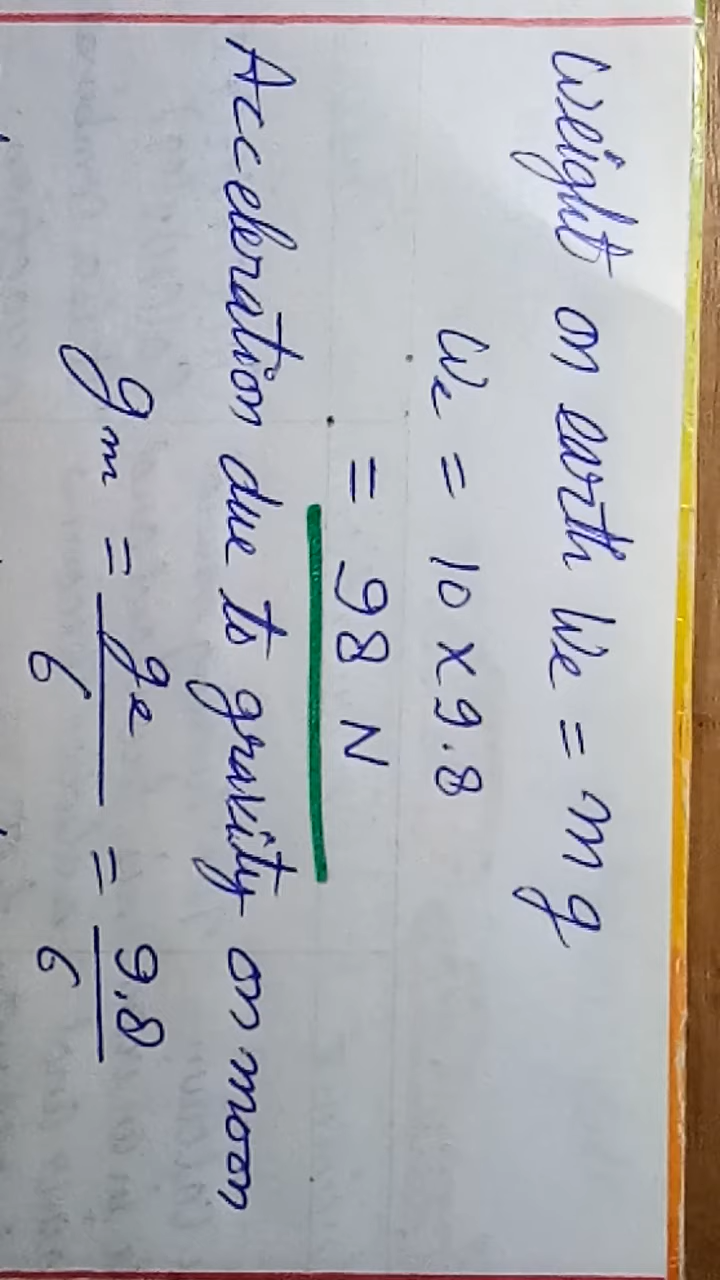 Weight on earth We = mg
We = 10 x 9.8
= 98 N
Acceleration due to gravity on moon
gm = ge/6 = 9.8/6